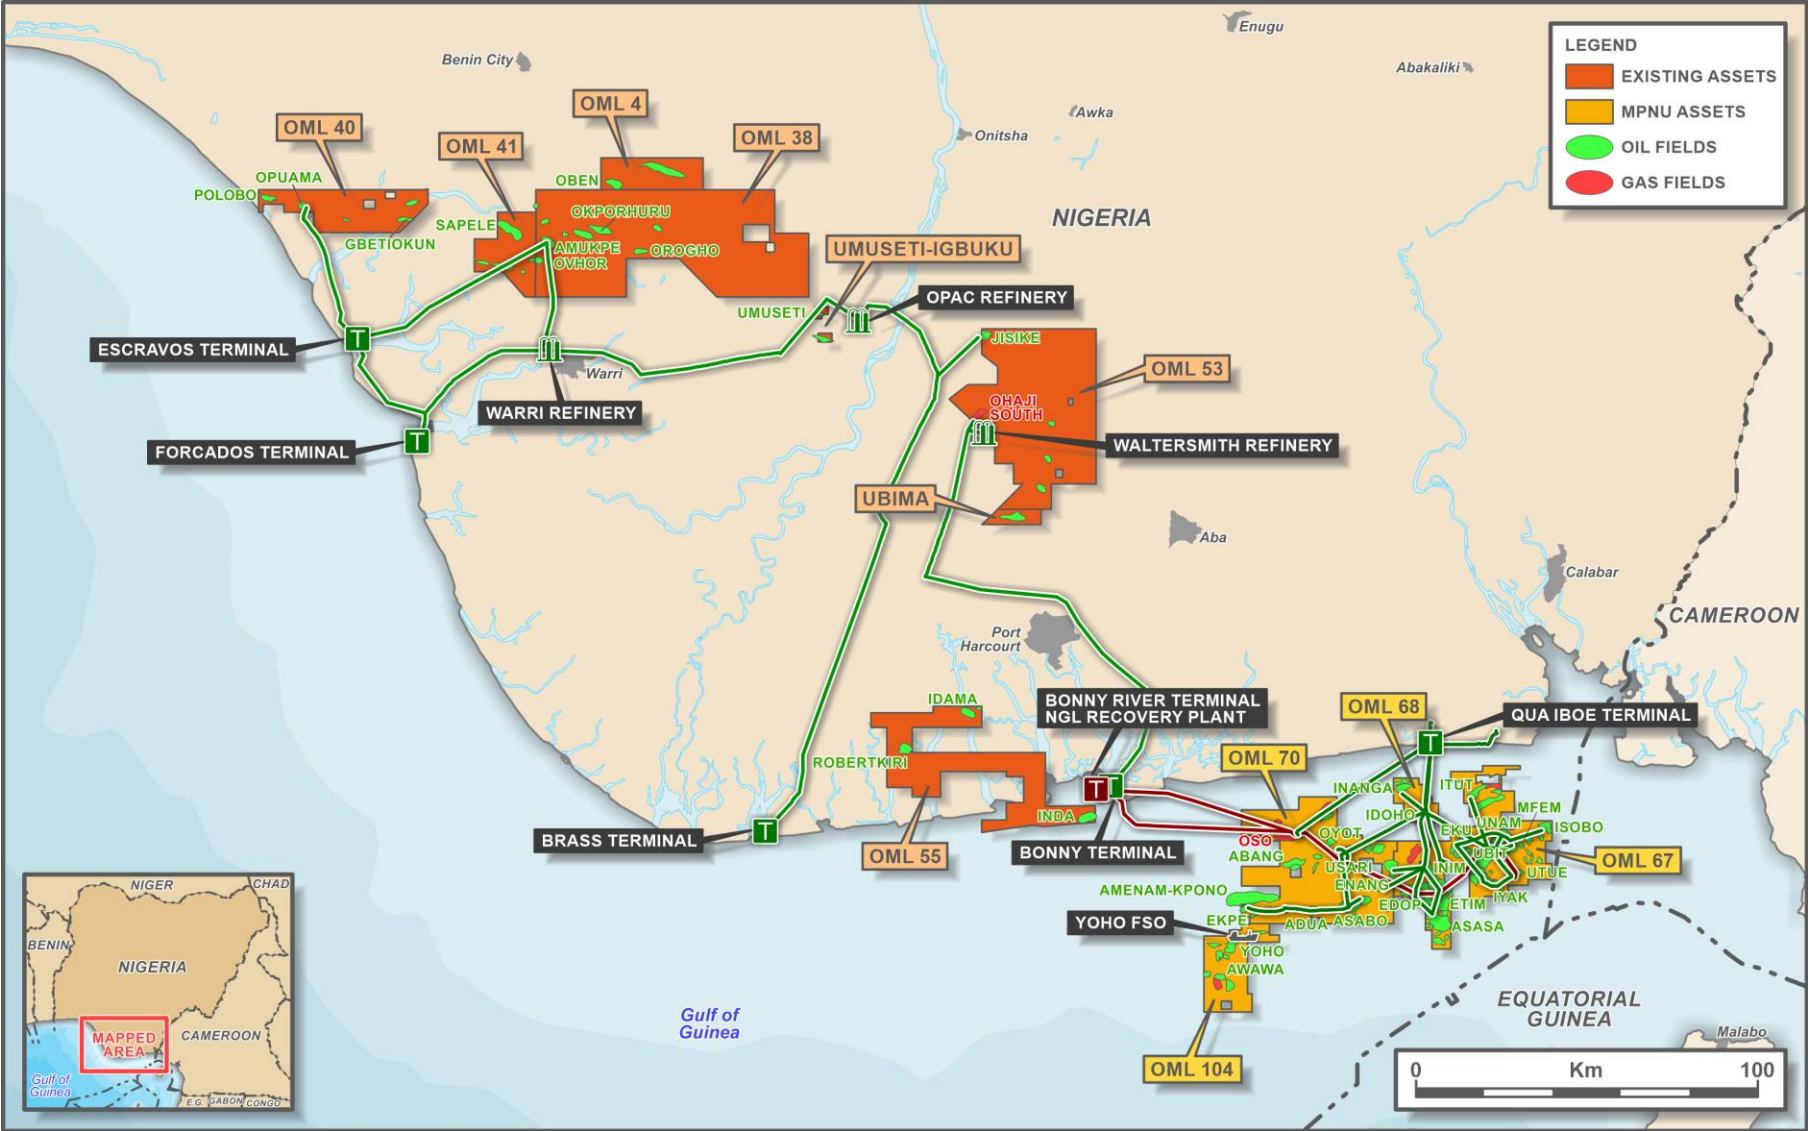 Enugu
Benin City
Abakaliki
LEGEND
EXISTING ASSETS
MPNU ASSETS
OIL FIELDS
GAS FIELDS
OML 4
Awka
OML 40
OML 41
OML 38
Onitsha
OPUAMA
POLOBO
OBEN
OKPORHURU
SAPELE
GBETIOKUN
AMUKPE
OVHOR
OROGHO
NIGERIA
UMUSETI-IGBUKU
OPAC REFINERY
UMUSETI
JISIKE
ESCRAVOS TERMINAL
T
Warri
OML 53
OHAJI
SOUTH
WARRI REFINERY
FORCADOS TERMINAL
T
WALTERSMITH REFINERY
UBIMA
Aba
Calabar
CAMEROON
Port
Harcourt
IDAMA
BONNY RIVER TERMINAL
NGL RECOVERY PLANT
OML 68
QUA IBOE TERMINAL
T
ROBERTKIRI
OML 70
T
T
INANGA
ITUT
INDA
IDOHO
MFEM
BRASS TERMINAL
T
OML 55
BONNY TERMINAL
OSO
ABANG
OYOT
EKU
UNAM
ISOBO
USARI
INIM
UBIT
UTUE
OML 67
AMENAM-KPONO
ENANG
EDOP
ETIM
IYAK
YOHO FSO
EKPE
ADUA
ASABO
ASASA
YOHO
AWAWA
OML 104
Gulf of
Guinea
EQUATORIAL
GUINEA
Malabo
0
Km
100
NIGER
CHAD
BENIN
NIGERIA
MAPPED
AREA
CAMEROON
Gulf of
Guinea
E.G.
GABON
CONGO